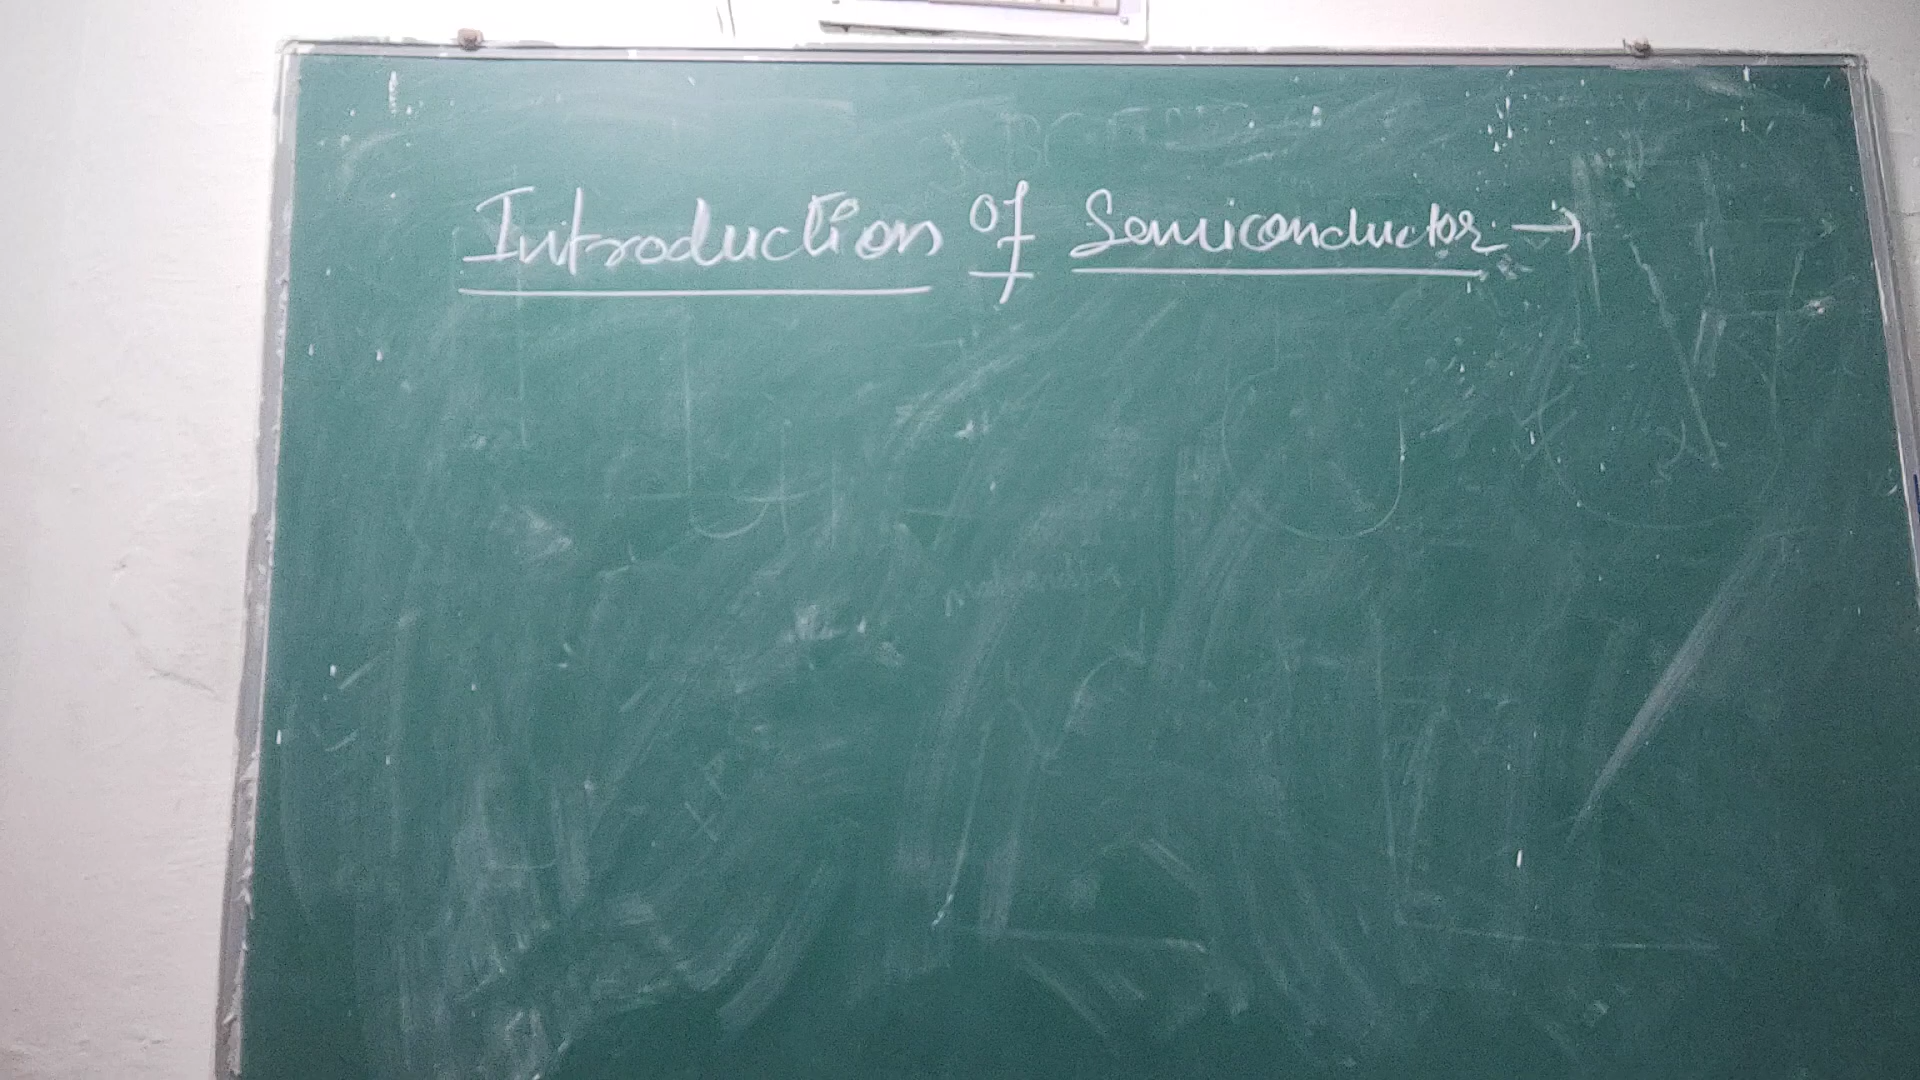 Introduction of Semiconductor →